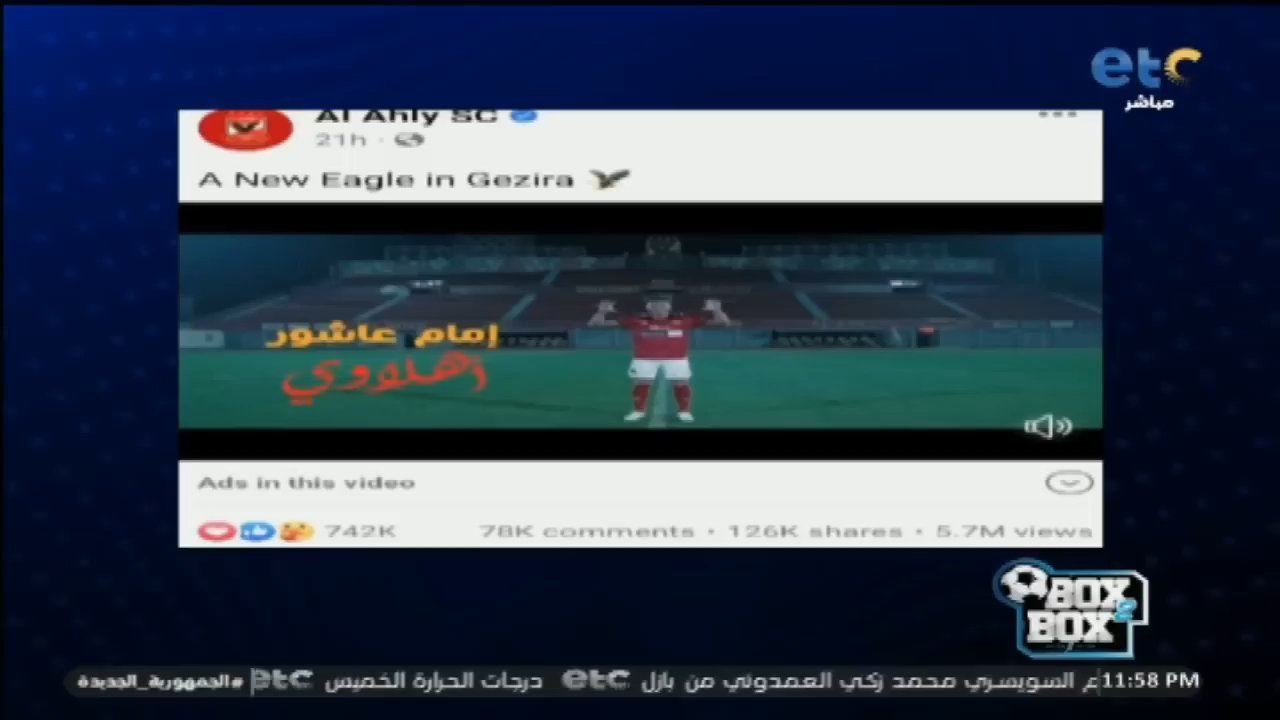 etc
مباشر
Al Ahly SC
21h
A New Eagle in Gezira
إمام عاشور
أهلاوي
Ads in this video
742K 78K comments • 126K shares • 5.7M views
BOX 2
BOX
11:58 PM ع السويسري محمد زكي العمدوني من بازل etc درجات الحرارة الخميس etc #الجمهورية_الجديدة